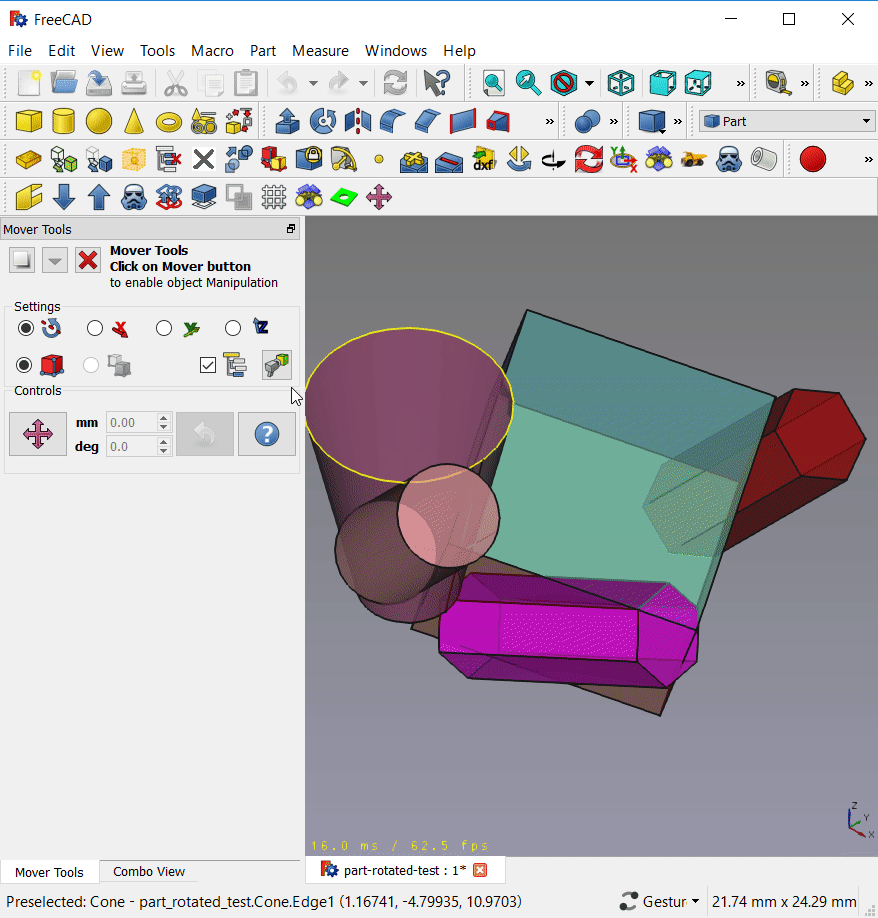 FreeCAD
File Edit View Tools Macro Part Measure Windows Help
Part
dxf
Mover Tools
Mover Tools
Click on Mover button
to enable object Manipulation
Settings
X
Y
Z
Controls
mm 0.00
deg 0.0
?
Z
Y
X
16.0 ms / 62.5 fps
Mover Tools Combo View
part-rotated-test : 1*
Preselected: Cone - part_rotated_test.Cone.Edge1 (1.16741, -4.79935, 10.9703)
Gestur
21.74 mm x 24.29 mm